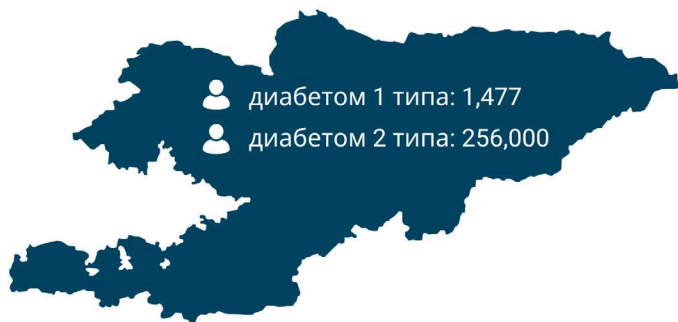 диабетом 1 типа: 1,477
диабетом 2 типа: 256,000